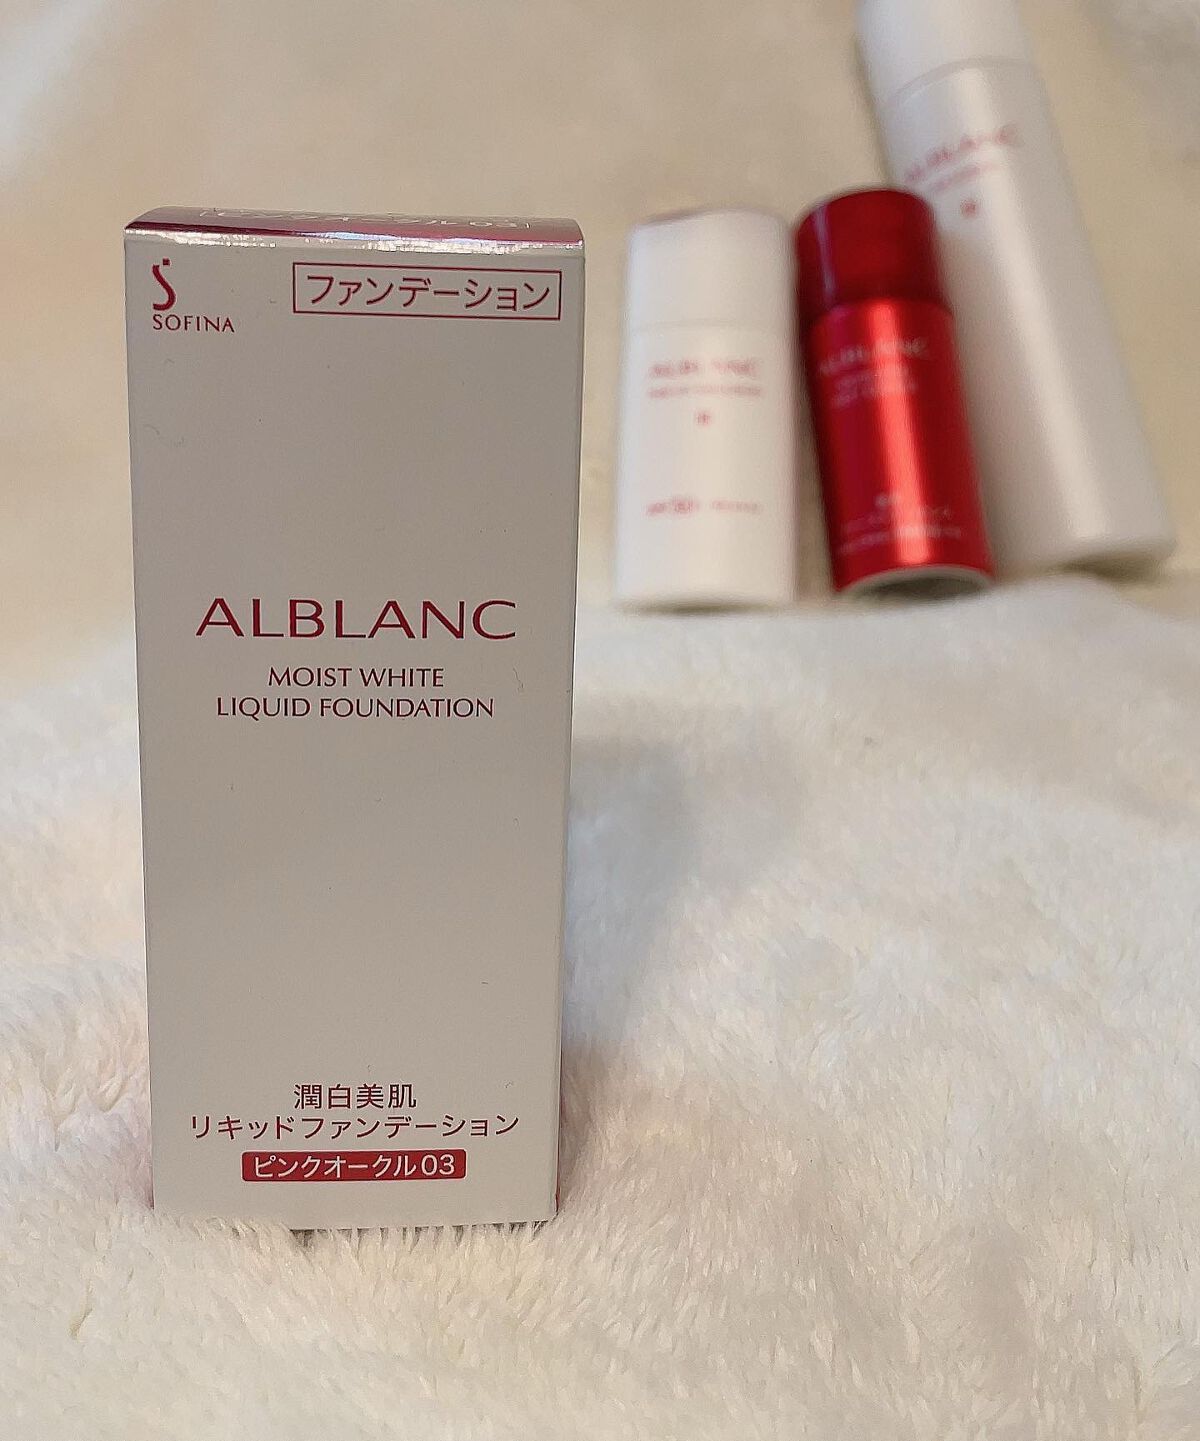 SOFINA
ファンデーション
ALBLANC
MOIST WHITE
LIQUID FOUNDATION
潤白美肌
リキッドファンデーション
ピンクオークル03
ALBLANC
ALBLANC
ALBLANC